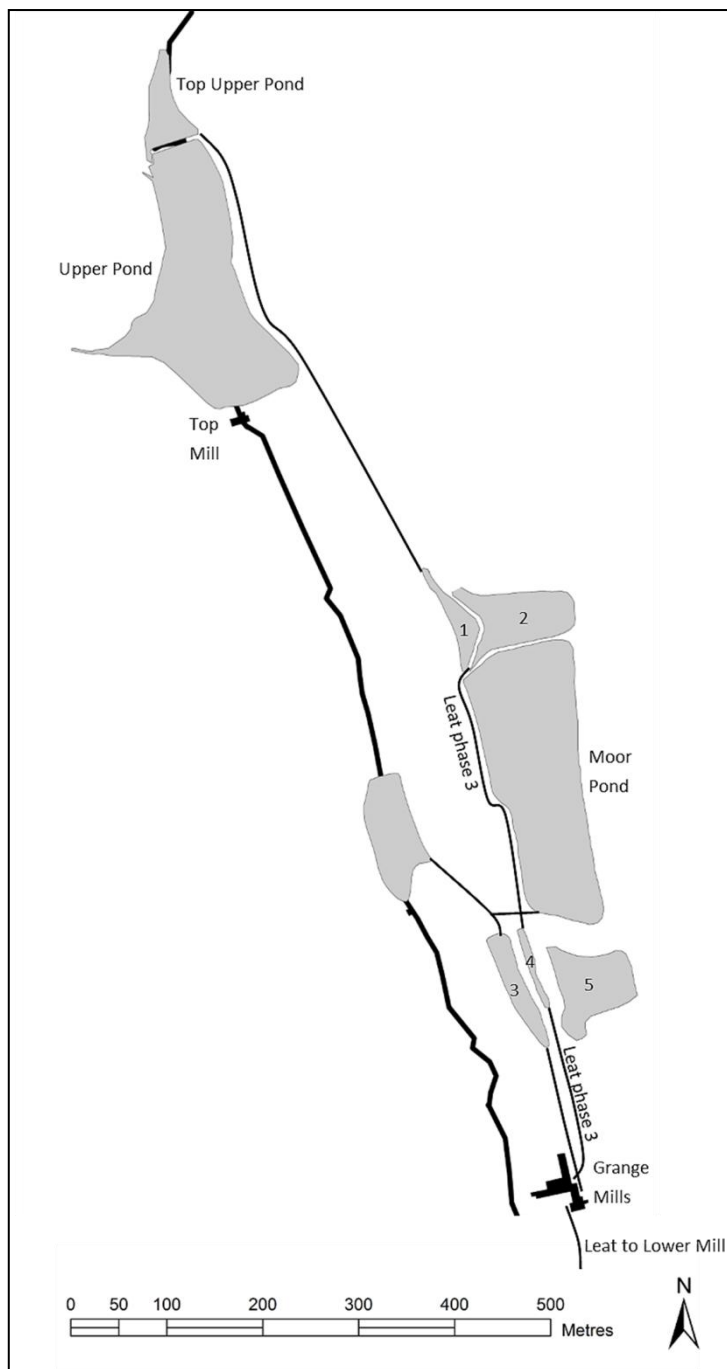 Top Upper Pond
Upper Pond
Top
Mill
1
2
Leat phase 3
Moor
Pond
4
3
5
Leat phase 3
Grange
Mills
Leat to Lower Mill
N
0 50 100 200 300 400 500
Metres